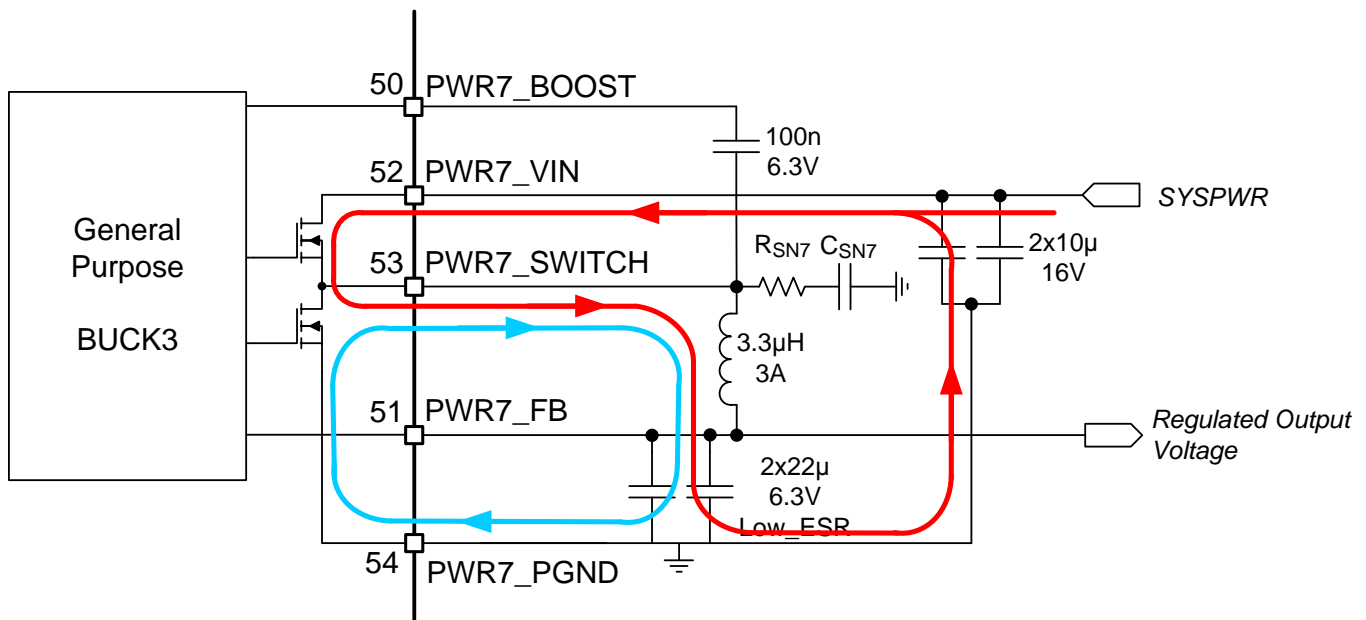 50 PWR7_BOOST
100n
6.3V
52 PWR7_VIN
SYSPWR
General
Purpose
BUCK3
2x10µ
16V
53 PWR7_SWITCH
RSN7 CSN7
3.3µH
3A
51 PWR7_FB
Regulated Output
Voltage
2x22µ
6.3V
Low_ESR
54 PWR7_PGND